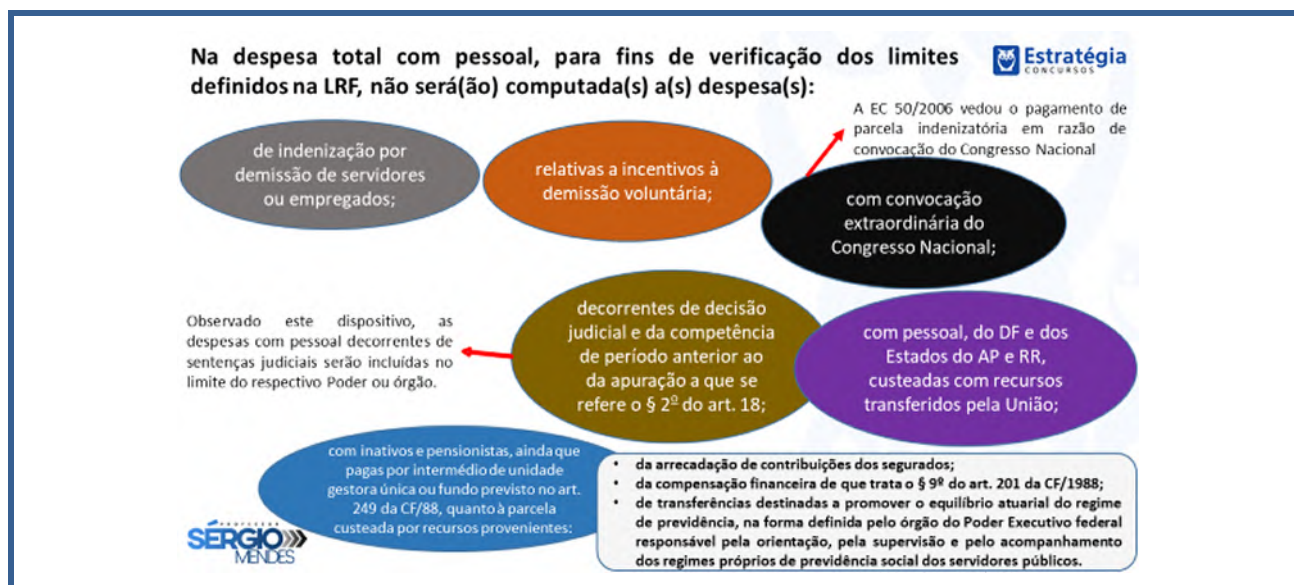 Na despesa total com pessoal, para fins de verificação dos limites
definidos na LRF, não será(ão) computada(s) a(s) despesa(s):
Estratégia
CONCURSOS
A EC 50/2006 vedou o pagamento de
parcela indenizatória em razão de
convocação do Congresso Nacional
de indenização por
demissão de servidores
ou empregados;
relativas a incentivos à
demissão voluntária;
com convocação
extraordinária do
Congresso Nacional;
Observado este dispositivo, as
despesas com pessoal decorrentes de
sentenças judiciais serão incluídas no
limite do respectivo Poder ou órgão.
decorrentes de decisão
judicial e da competência
de período anterior ao
da apuração a que se
refere o § 2º do art. 18;
com pessoal, do DF e dos
Estados do AP e RR,
custeadas com recursos
transferidos pela União;
com inativos e pensionistas, ainda que
pagas por intermédio de unidade
gestora única ou fundo previsto no art.
249 da CF/88, quanto à parcela
custeada por recursos provenientes:
• da arrecadação de contribuições dos segurados;
• da compensação financeira de que trata o § 9º do art. 201 da CF/1988;
• de transferências destinadas a promover o equilíbrio atuarial do regime
de previdência, na forma definida pelo órgão do Poder Executivo federal
responsável pela orientação, pela supervisão e pelo acompanhamento
dos regimes próprios de previdência social dos servidores públicos.
PROFESSOR
SÉRGIO
MENDES